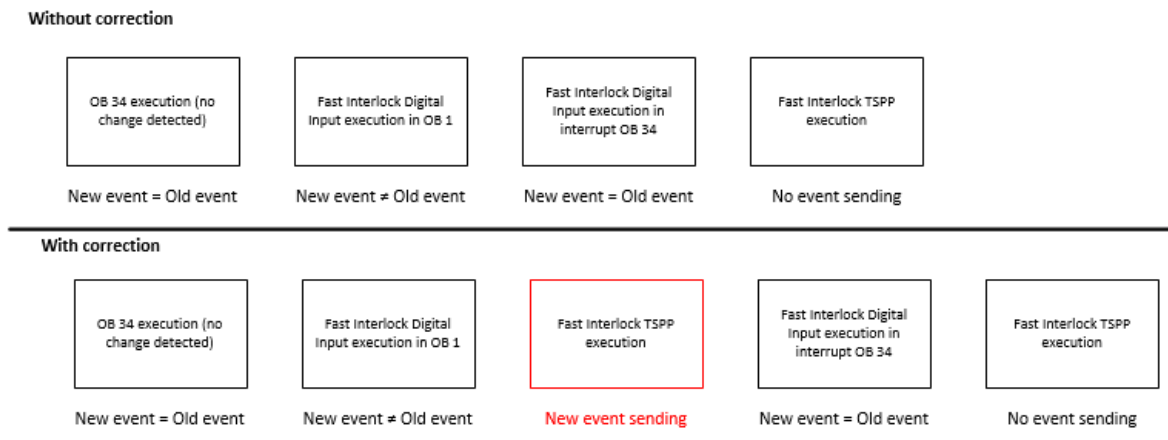 Without correction
OB 34 execution (no
change detected)
Fast Interlock Digital
Input execution in OB 1
Fast Interlock Digital
Input execution in
interrupt OB 34
Fast Interlock TSPP
execution
New event = Old event
New event ≠ Old event
New event = Old event
No event sending
With correction
OB 34 execution (no
change detected)
Fast Interlock Digital
Input execution in OB 1
Fast Interlock TSPP
execution
Fast Interlock Digital
Input execution in
interrupt OB 34
Fast Interlock TSPP
execution
New event = Old event
New event ≠ Old event
New event sending
New event = Old event
No event sending